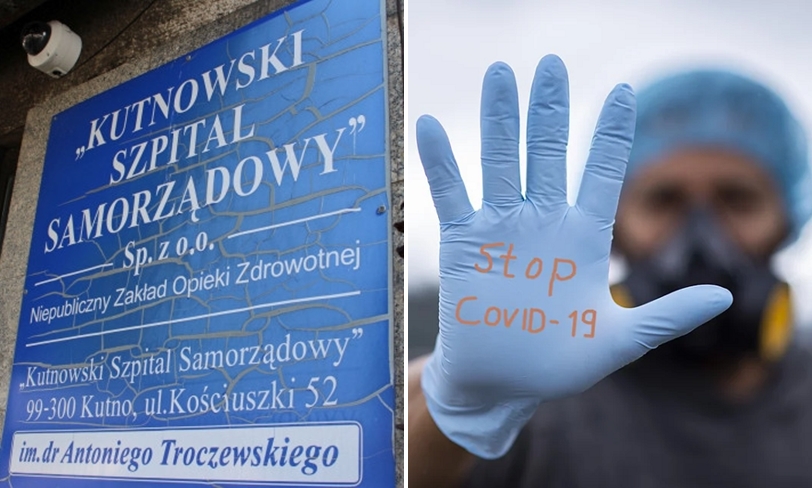 „KUTNOWSKI
SZPITAL
SAMORZĄDOWY”
Sp. z o.o.
Niepubliczny Zakład Opieki Zdrowotnej
„Kutnowski Szpital Samorządowy”
99-300 Kutno, ul.Kościuszki 52
im. dr Antoniego Troczewskiego
Stop
COVID-19